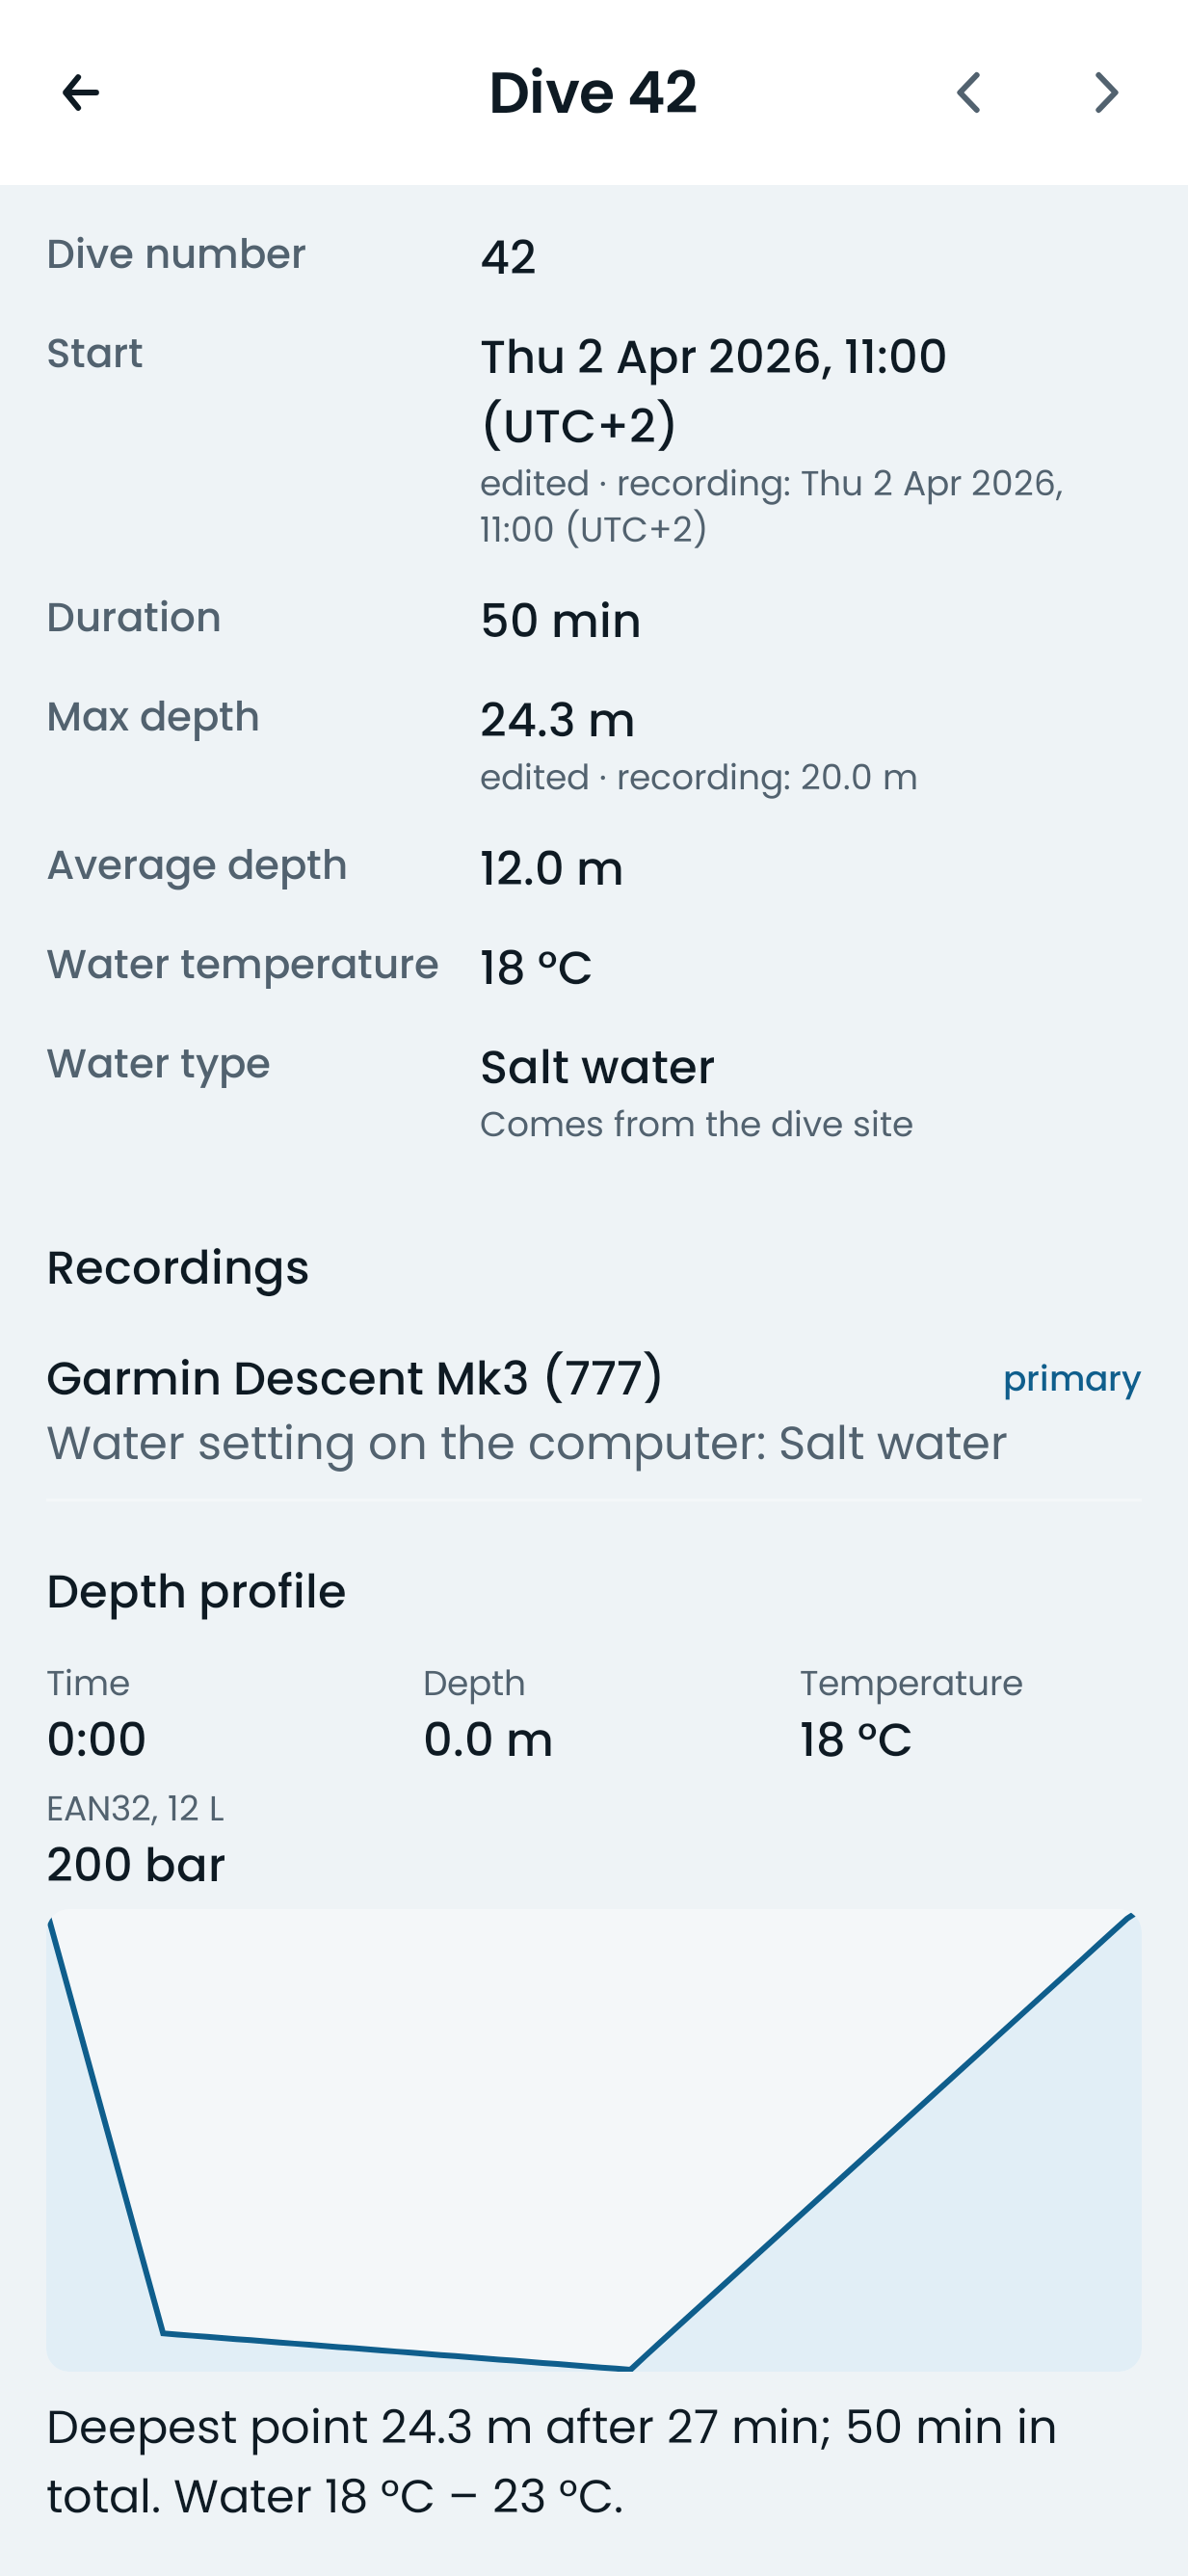 Dive 42
Dive number 42
Start Thu 2 Apr 2026, 11:00
(UTC+2)
edited · recording: Thu 2 Apr 2026,
11:00 (UTC+2)
Duration 50 min
Max depth 24.3 m
edited · recording: 20.0 m
Average depth 12.0 m
Water temperature 18 °C
Water type Salt water
Comes from the dive site
Recordings
Garmin Descent Mk3 (777) primary
Water setting on the computer: Salt water
Depth profile
Time Depth Temperature
0:00 0.0 m 18 °C
EAN32, 12 L
200 bar
Deepest point 24.3 m after 27 min; 50 min in
total. Water 18 °C – 23 °C.